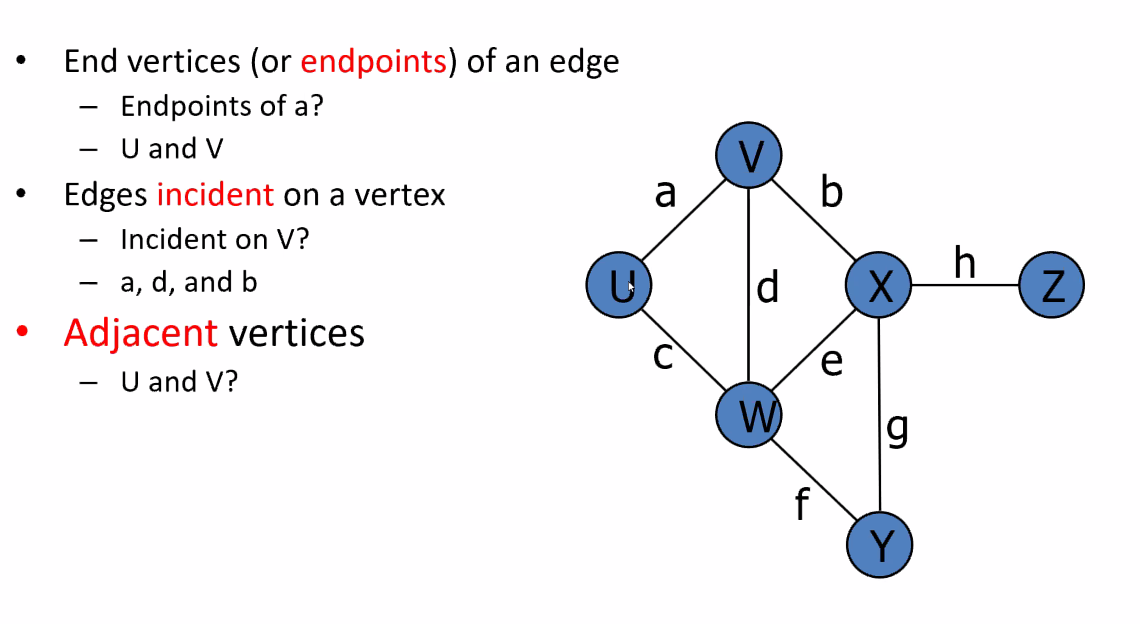 • End vertices (or endpoints) of an edge
– Endpoints of a?
– U and V
• Edges incident on a vertex
– Incident on V?
– a, d, and b
• Adjacent vertices
– U and V?
V
a
b
h
U
d
X
Z
c
e
W
g
f
Y